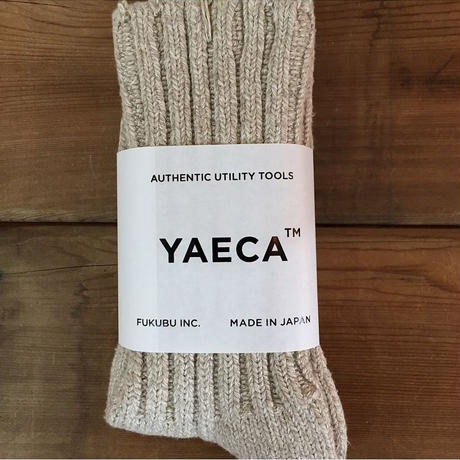 AUTHENTIC UTILITY TOOLS
YAECA™
FUKUBU INC. MADE IN JAPAN